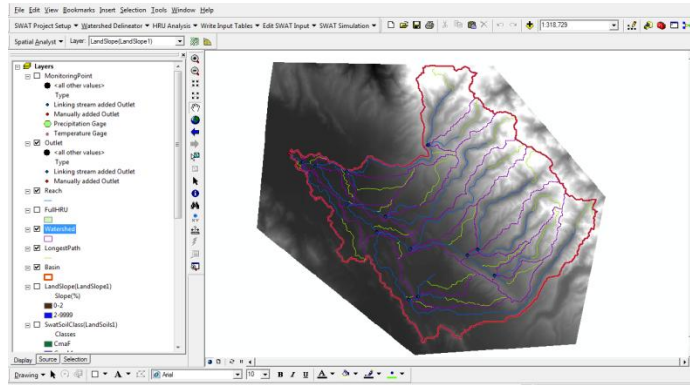 File Edit View Bookmarks Insert Selection Tools Window Help
SWAT Project Setup Watershed Delineator HRU Analysis Write Input Tables Edit SWAT Input SWAT Simulation 1:318,729
Spatial Analyst Layer: LandSlope(LandSlope1)
Layers
MonitoringPoint
<all other values>
Type
Linking stream added Outlet
Manually added Outlet
Precipitation Gage
Temperature Gage
Outlet
<all other values>
Type
Linking stream added Outlet
Manually added Outlet
Reach
FullHRU
Watershed
LongestPath
Basin
LandSlope(LandSlope1)
Slope(%)
0-2
2-9999
SwatSoilClass(LandSoils1)
Classes
CmaF
Display Source Selection
Drawing A Arial 10 B I U A